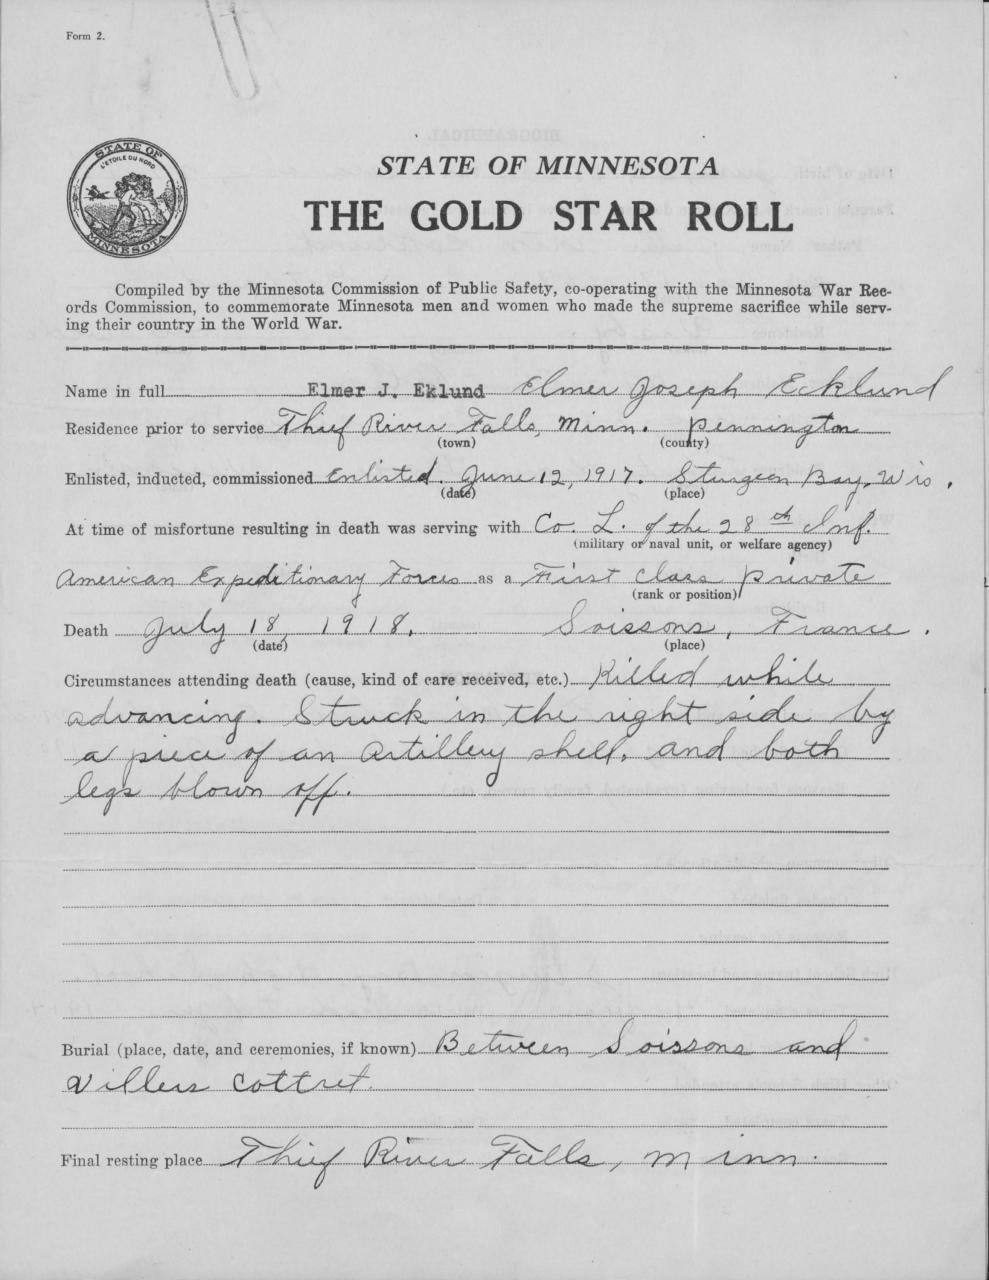 Form 2.
STATE OF
L'ETOILE DU NORD
MINNESOTA
STATE OF MINNESOTA
THE GOLD STAR ROLL
Compiled by the Minnesota Commission of Public Safety, co-operating with the Minnesota War Rec-
ords Commission, to commemorate Minnesota men and women who made the supreme sacrifice while serv-
ing their country in the World War.
Name in full Elmer J. Eklund Elmer Joseph Ecklund
Residence prior to service Thief River Falls, Minn. Pennington
(town) (county)
Enlisted, inducted, commissioned Enlisted. June 12, 1917. Sturgeon Bay, Wis.
(date) (place)
At time of misfortune resulting in death was serving with Co. L. of the 28th Inf.
(military or naval unit, or welfare agency)
American Expeditionary Forces as a First Class Private
(rank or position)
Death July 18, 1918. Soissons, France.
(date) (place)
Circumstances attending death (cause, kind of care received, etc.) Killed while
advancing. Struck in the right side by
a piece of an artillery shell, and both
legs blown off.
Burial (place, date, and ceremonies, if known) Between Soissons and
Villers Cottret.
Final resting place Thief River Falls, Minn.